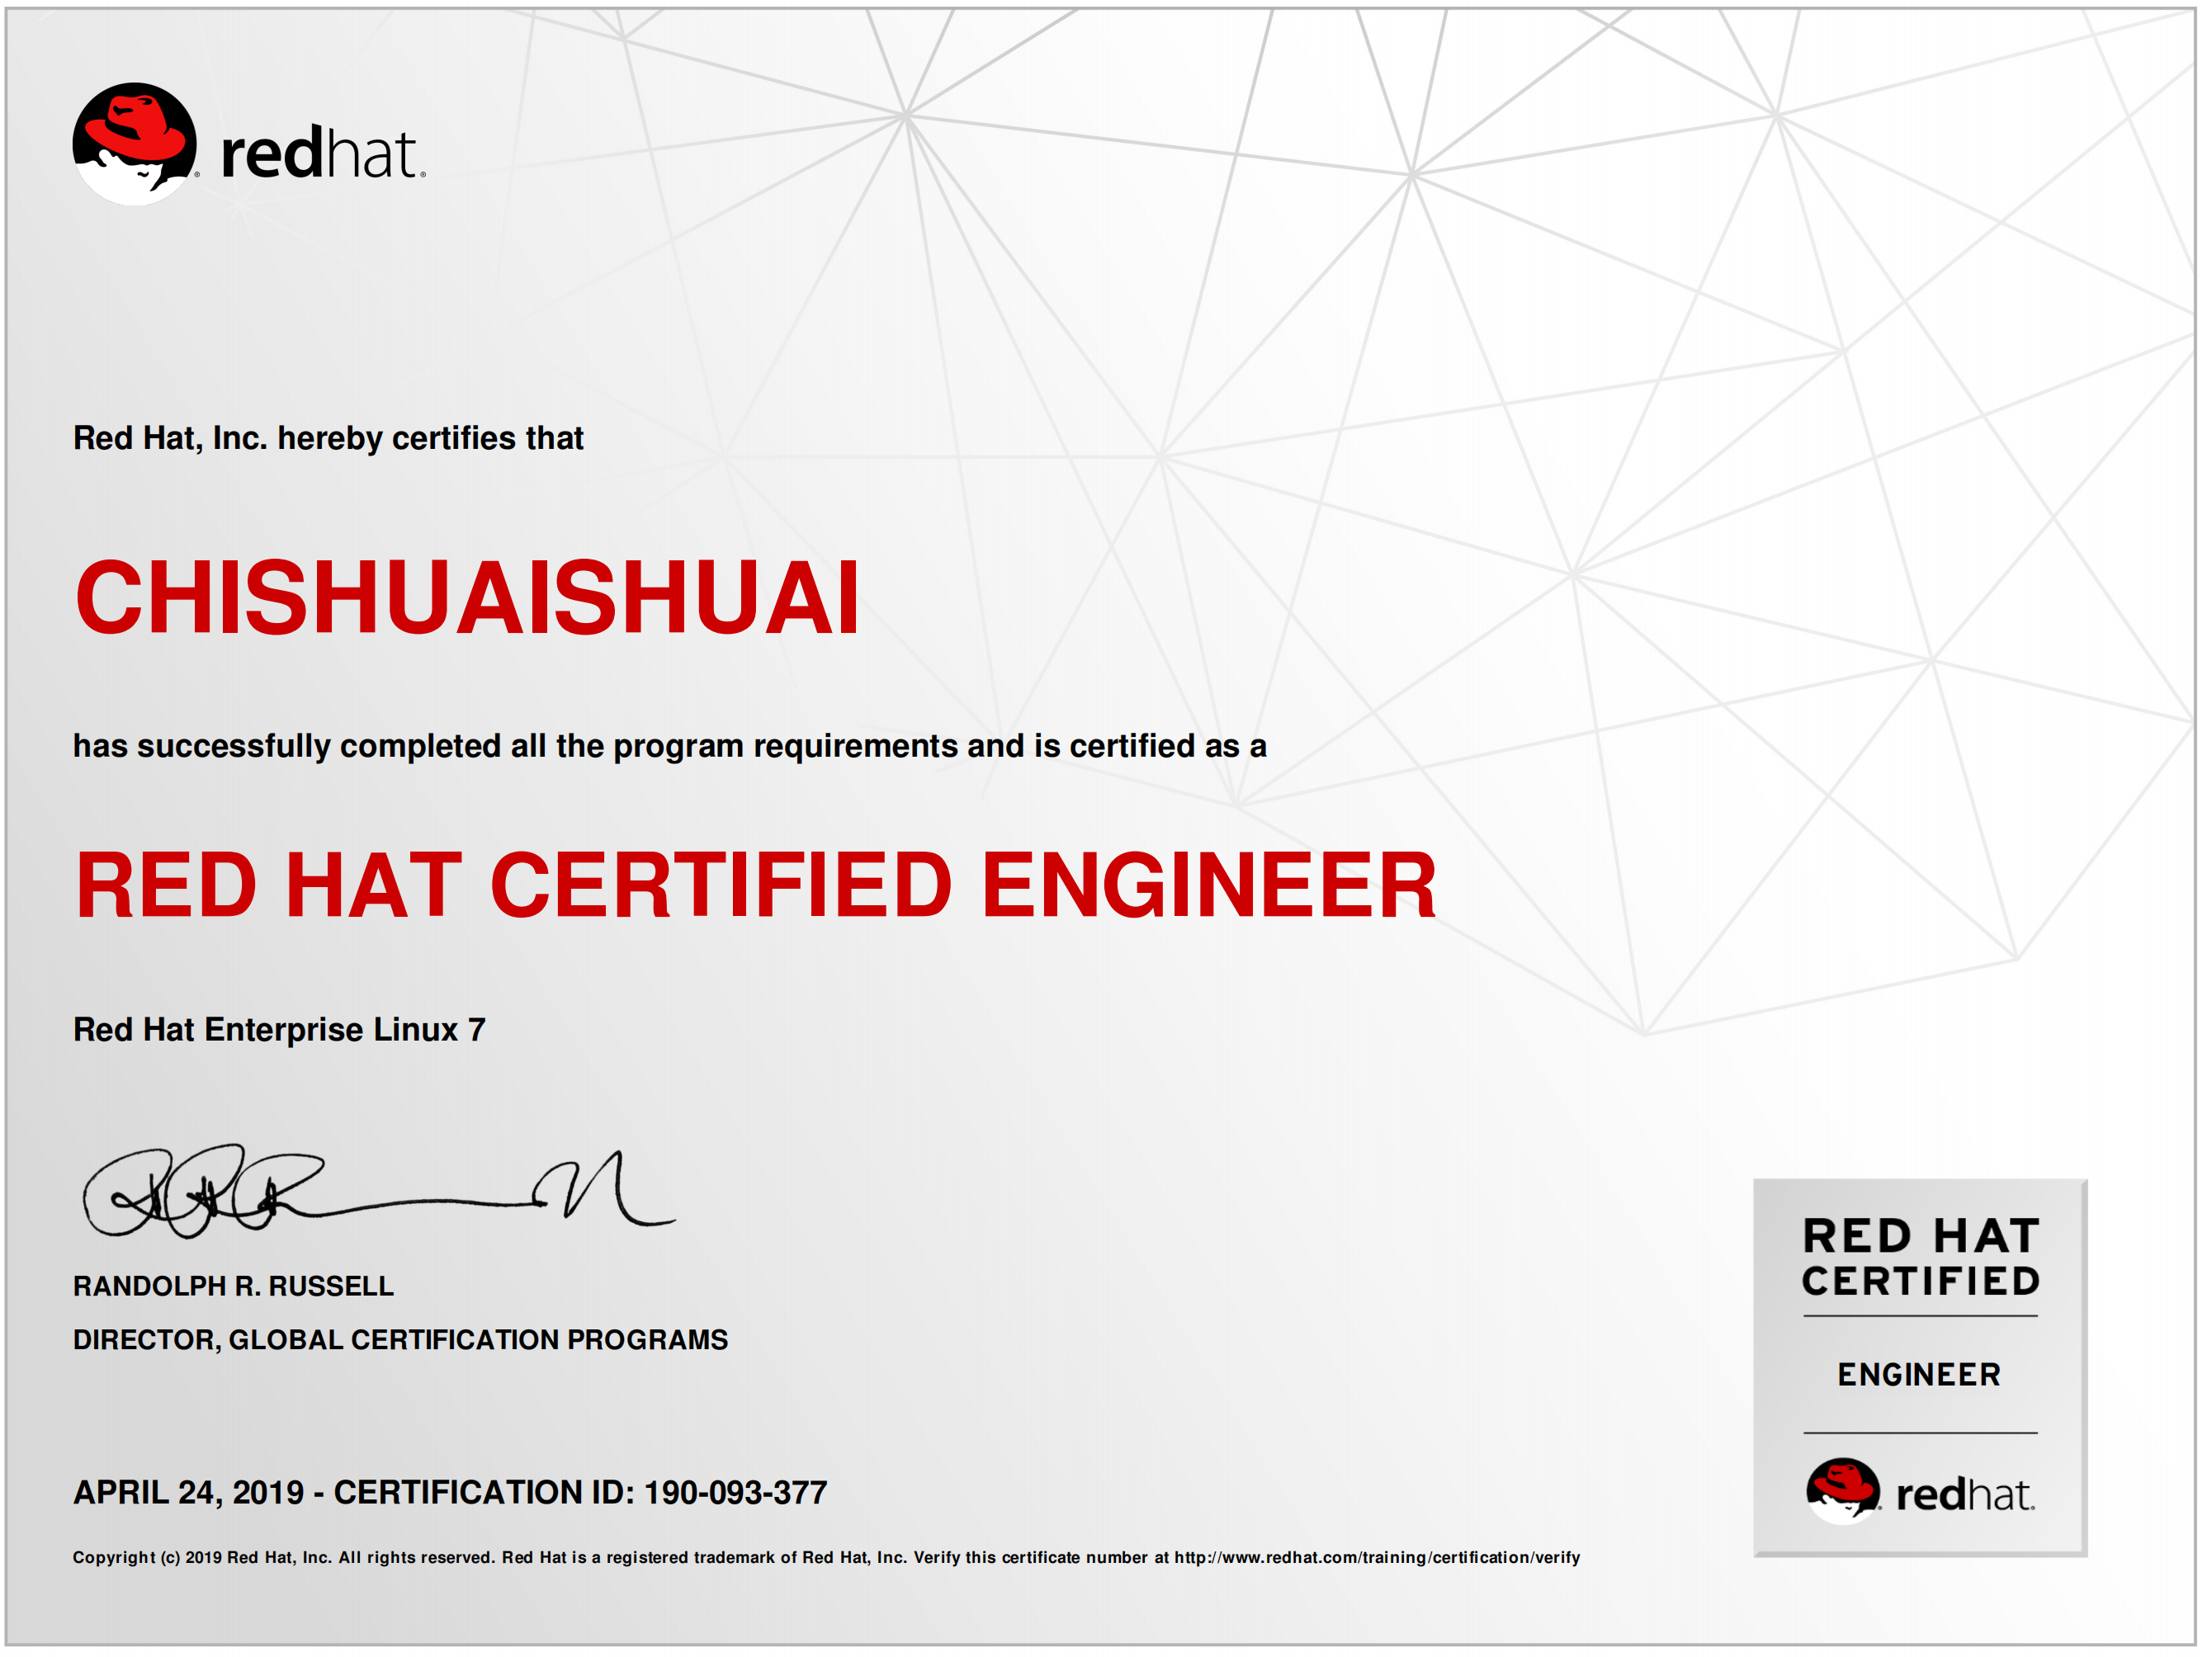 redhat.
Red Hat, Inc. hereby certifies that
CHISHUAISHUAI
has successfully completed all the program requirements and is certified as a
RED HAT CERTIFIED ENGINEER
Red Hat Enterprise Linux 7
RANDOLPH R. RUSSELL
DIRECTOR, GLOBAL CERTIFICATION PROGRAMS
APRIL 24, 2019 - CERTIFICATION ID: 190-093-377
Copyright (c) 2019 Red Hat, Inc. All rights reserved. Red Hat is a registered trademark of Red Hat, Inc. Verify this certificate number at http://www.redhat.com/training/certification/verify
RED HAT
CERTIFIED
ENGINEER
redhat.